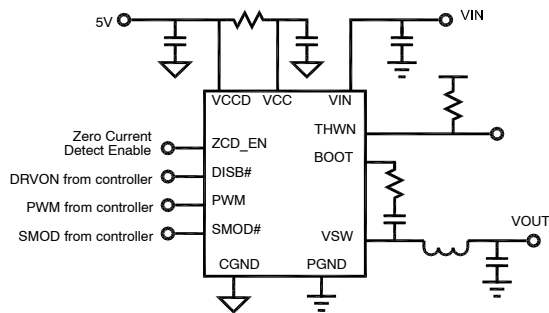 5V
VIN
VCCD
VCC
VIN
THWN
Zero Current
Detect Enable
ZCD_EN
BOOT
DRVON from controller
DISB#
PWM from controller
PWM
SMOD from controller
SMOD#
VSW
VOUT
CGND
PGND